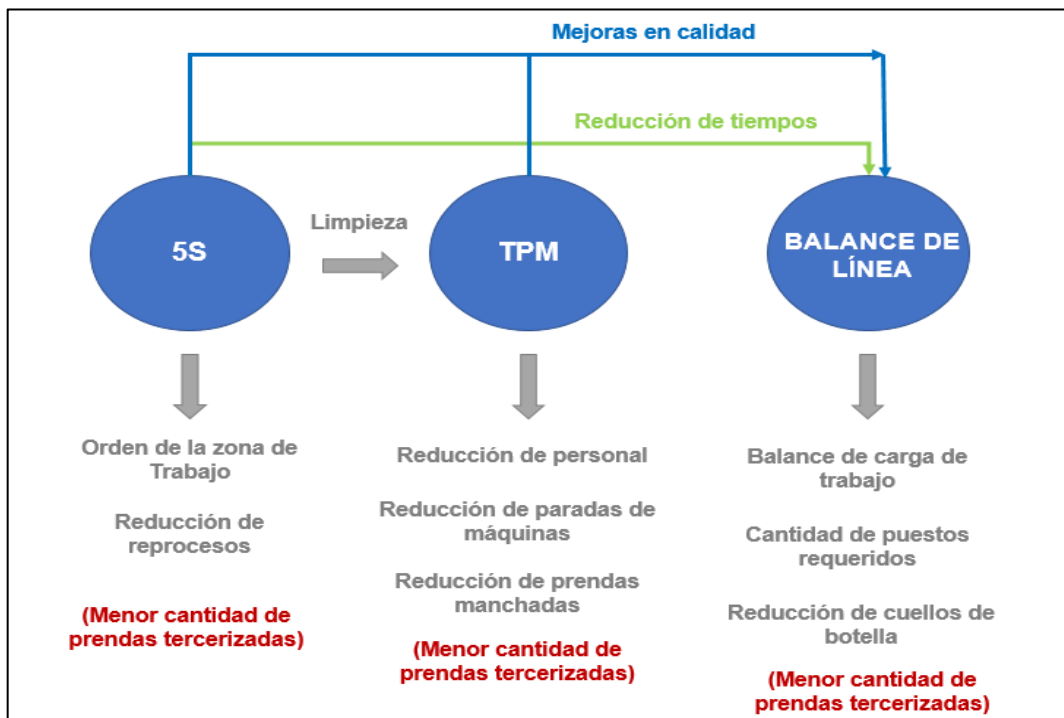 Mejoras en calidad
Reducción de tiempos
5S
Limpieza
TPM
BALANCE DE
LÍNEA
Orden de la zona de
Trabajo
Reducción de
reprocesos
(Menor cantidad de
prendas tercerizadas)
Reducción de personal
Reducción de paradas de
máquinas
Reducción de prendas
manchadas
(Menor cantidad de
prendas tercerizadas)
Balance de carga de
trabajo
Cantidad de puestos
requeridos
Reducción de cuellos de
botella
(Menor cantidad de
prendas tercerizadas)